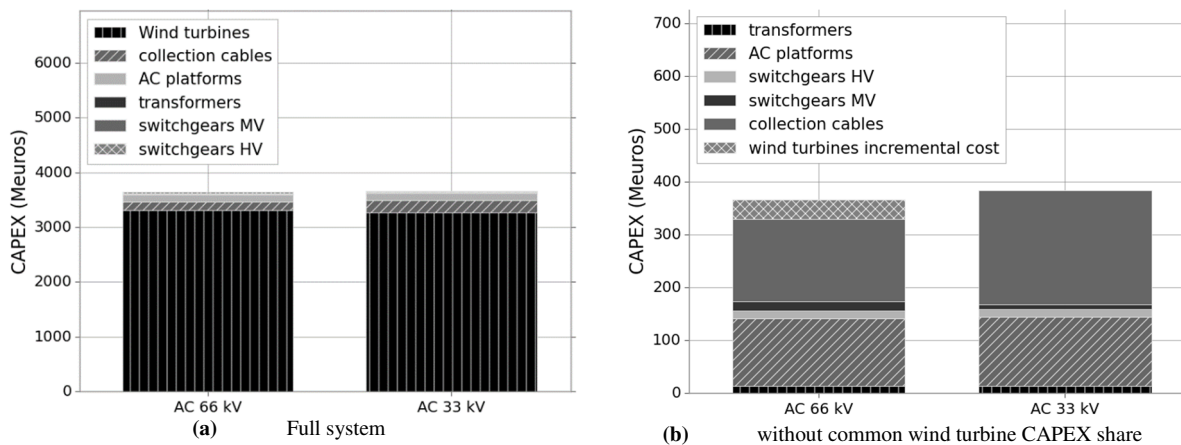 Wind turbines
collection cables
AC platforms
transformers
switchgears MV
switchgears HV
CAPEX (Meuros)
6000
5000
4000
3000
2000
1000
0
AC 66 kV
AC 33 kV
(a) Full system
transformers
AC platforms
switchgears HV
switchgears MV
collection cables
wind turbines incremental cost
CAPEX (Meuros)
700
600
500
400
300
200
100
0
AC 66 kV
AC 33 kV
(b) without common wind turbine CAPEX share